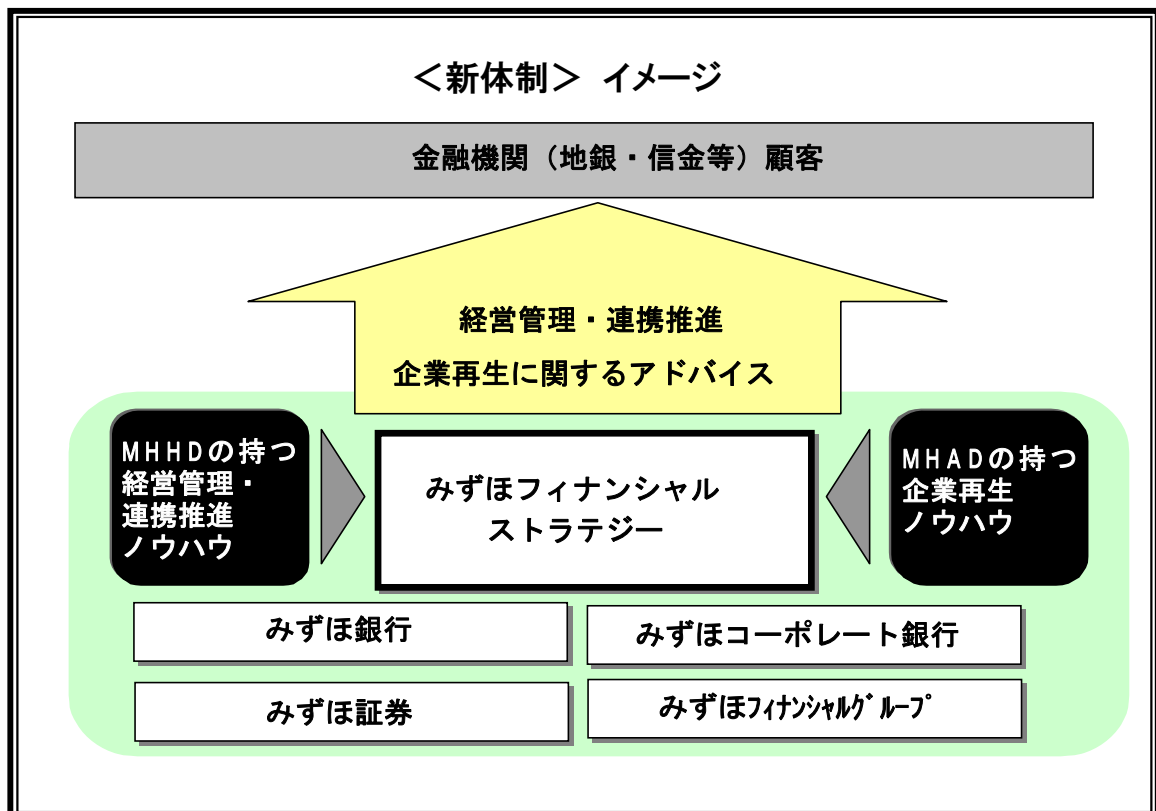 ＜新体制＞ イメージ
金融機関（地銀・信金等）顧客
経営管理・連携推進
企業再生に関するアドバイス
ＭＨＨＤの持つ
経営管理・
連携推進
ノウハウ
みずほフィナンシャル
ストラテジー
ＭＨＡＤの持つ
企業再生
ノウハウ
みずほ銀行
みずほコーポレート銀行
みずほ証券
みずほﾌｨﾅﾝｼｬﾙｸﾞﾙｰﾌﾟ